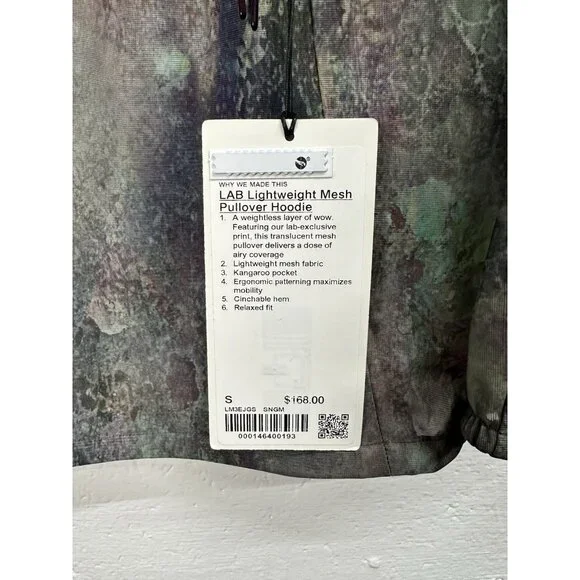 WHY WE MADE THIS
LAB Lightweight Mesh
Pullover Hoodie
1. A weightless layer of wow.
Featuring our lab-exclusive
print, this translucent mesh
pullover delivers a dose of
airy coverage
2. Lightweight mesh fabric
3. Kangaroo pocket
4. Ergonomic patterning maximizes
mobility
5. Cinchable hem
6. Relaxed fit
S $168.00
LM3EJGS SNGM
000146400193